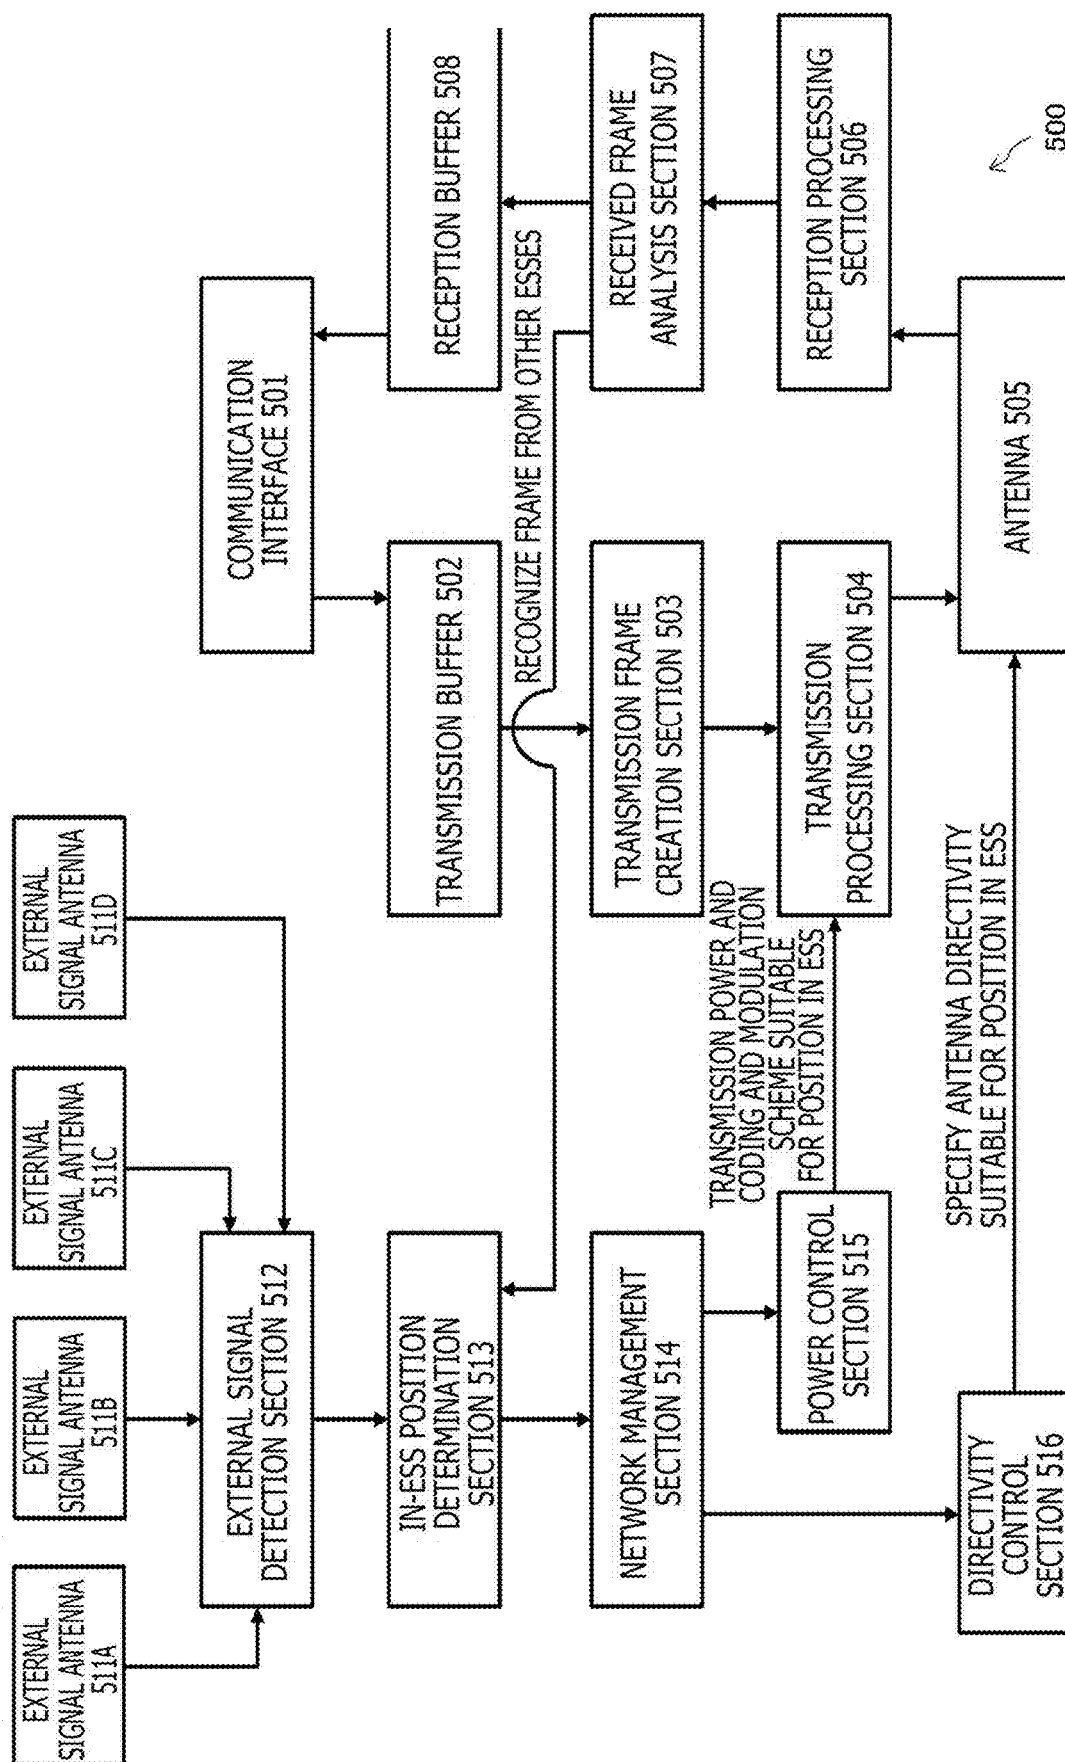 EXTERNAL
SIGNAL ANTENNA
511A
EXTERNAL
SIGNAL ANTENNA
511B
EXTERNAL
SIGNAL ANTENNA
511C
EXTERNAL
SIGNAL ANTENNA
511D
EXTERNAL SIGNAL
DETECTION SECTION 512
COMMUNICATION
INTERFACE 501
IN-ESS POSITION
DETERMINATION
SECTION 513
TRANSMISSION BUFFER 502
RECEPTION BUFFER 508
RECOGNIZE FRAME FROM OTHER ESSES
NETWORK MANAGEMENT
SECTION 514
TRANSMISSION FRAME
CREATION SECTION 503
RECEIVED FRAME
ANALYSIS SECTION 507
TRANSMISSION POWER AND
CODING AND MODULATION
SCHEME SUITABLE
FOR POSITION IN ESS
POWER CONTROL
SECTION 515
TRANSMISSION
PROCESSING SECTION 504
RECEPTION PROCESSING
SECTION 506
SPECIFY ANTENNA DIRECTIVITY
SUITABLE FOR POSITION IN ESS
DIRECTIVITY
CONTROL
SECTION 516
ANTENNA 505
500